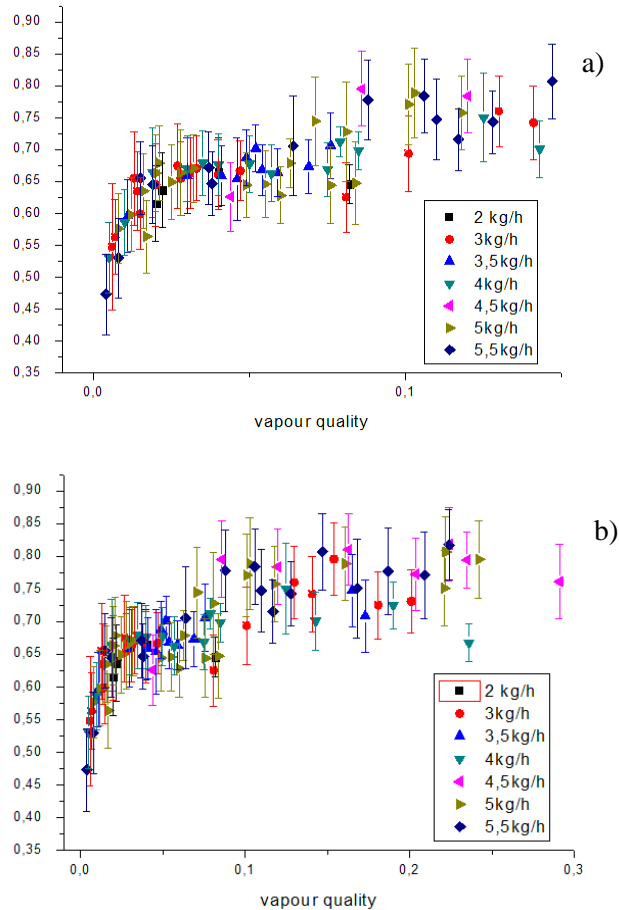 0,90
a)
0,85
0,80
0,75
0,70
0,65
0,60
0,55
0,50
0,45
0,40
0,35
2 kg/h
3kg/h
3,5kg/h
4kg/h
4,5kg/h
5kg/h
5,5kg/h
0,0
0,1
vapour quality
0,90
b)
0,85
0,80
0,75
0,70
0,65
0,60
0,55
0,50
0,45
0,40
0,35
2 kg/h
3kg/h
3,5kg/h
4kg/h
4,5kg/h
5kg/h
5,5kg/h
0,0
0,1
0,2
0,3
vapour quality